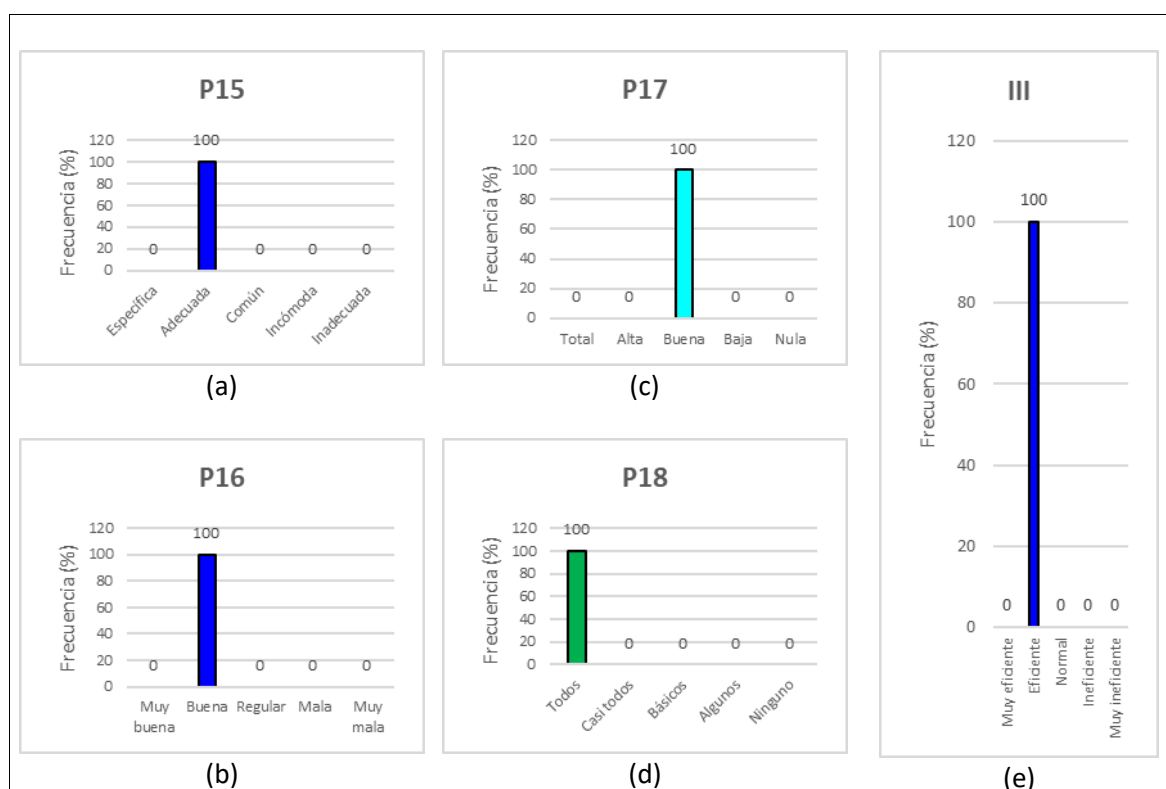 P15
Frecuencia (%)
120
100
80
60
40
20
0
0
100
0
0
0
Específica
Adecuada
Común
Incómoda
Inadecuada
(a)
P16
Frecuencia (%)
120
100
80
60
40
20
0
0
100
0
0
0
Muy buena
Buena
Regular
Mala
Muy mala
(b)
P17
Frecuencia (%)
120
100
80
60
40
20
0
0
0
100
0
0
Total
Alta
Buena
Baja
Nula
(c)
P18
Frecuencia (%)
120
100
80
60
40
20
0
100
0
0
0
0
Todos
Casi todos
Básicos
Algunos
Ninguno
(d)
III
Frecuencia (%)
120
100
80
60
40
20
0
0
100
0
0
0
Muy eficiente
Eficiente
Normal
Ineficiente
Muy ineficiente
(e)